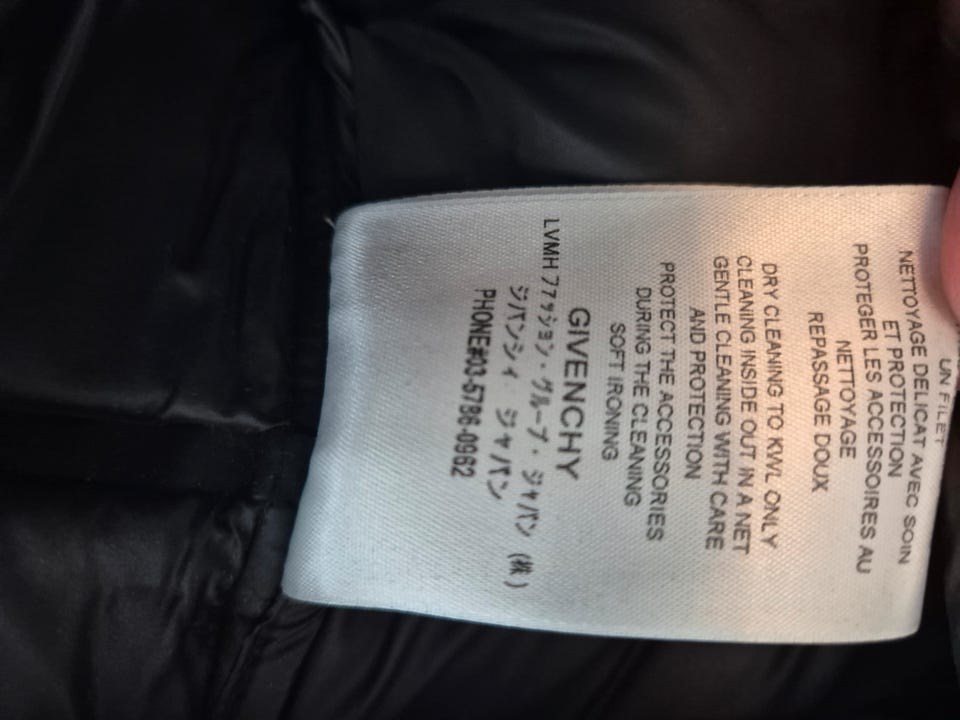 UN FILET
NETTOYAGE DELICAT AVEC SOIN
ET PROTECTION
PROTEGER LES ACCESSOIRES AU
NETTOYAGE
REPASSAGE DOUX
DRY CLEANING TO KWL ONLY
CLEANING INSIDE OUT IN A NET
GENTLE CLEANING WITH CARE
AND PROTECTION
PROTECT THE ACCESSORIES
DURING THE CLEANING
SOFT IRONING
GIVENCHY
LVMH ファッション・グループ・ジャパン (株)
ジバンシィ ジャパン
PHONE#03-5786-0962